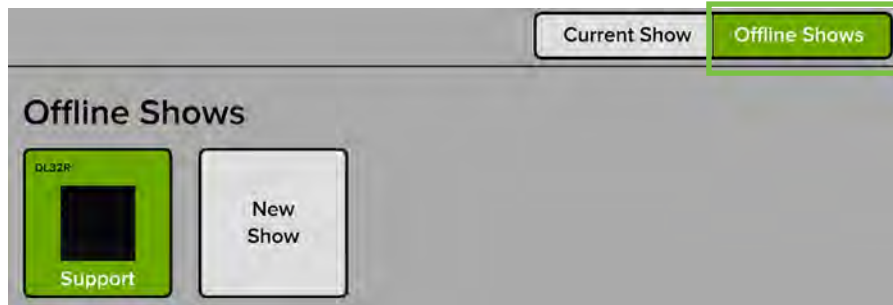 Current Show
Offline Shows
Offline Shows
DL32R
Support
New
Show